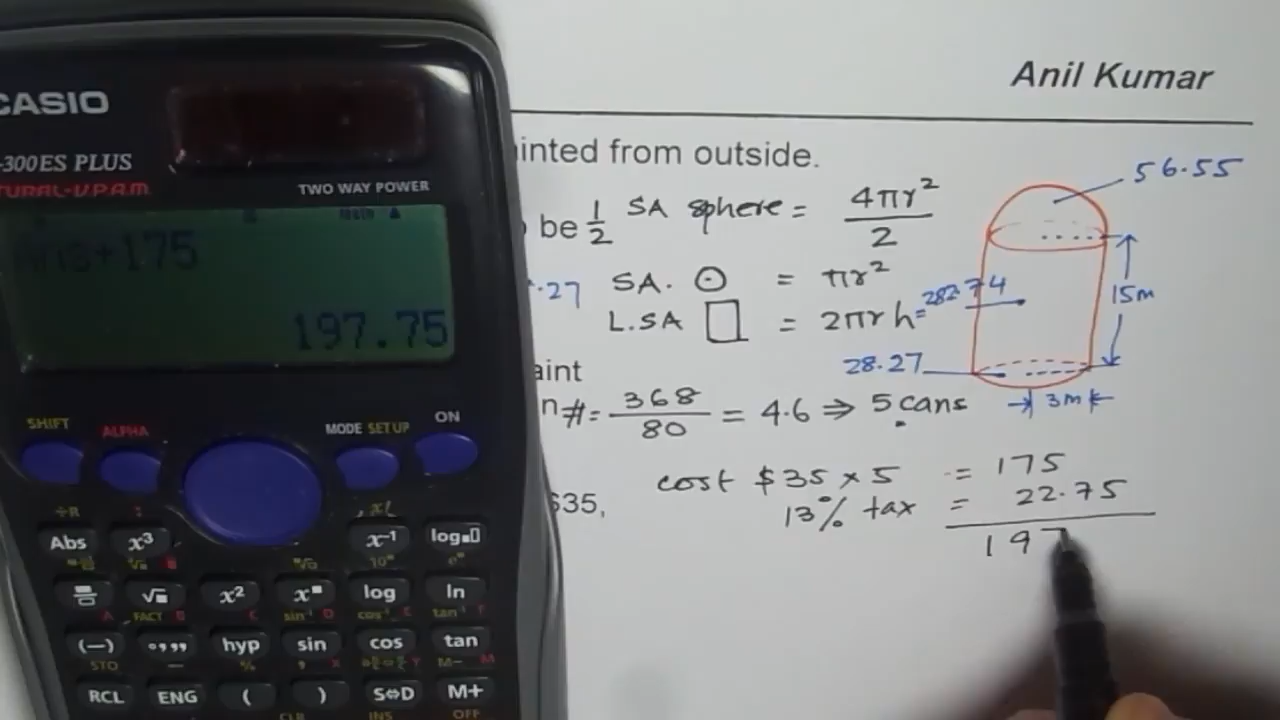 Anil Kumar
painted from outside.
be 1/2 SA sphere = 4πr²/2
56.55
.27 SA. ⊙ = πr²
L.SA = 2πrh = 282.74
15m
28.27
3m
#= 368/80 = 4.6 ⇒ 5 cans
cost $35 × 5 = 175
13% tax = 22.75
197
$35,
CASIO
-300ES PLUS
TWO WAY POWER
Ans+175
197.75
SHIFT ALPHA MODE SETUP ON
Abs x³ x⁻¹ log
x² log ln
(−) hyp sin cos tan
RCL ENG ( ) S⇔D M+